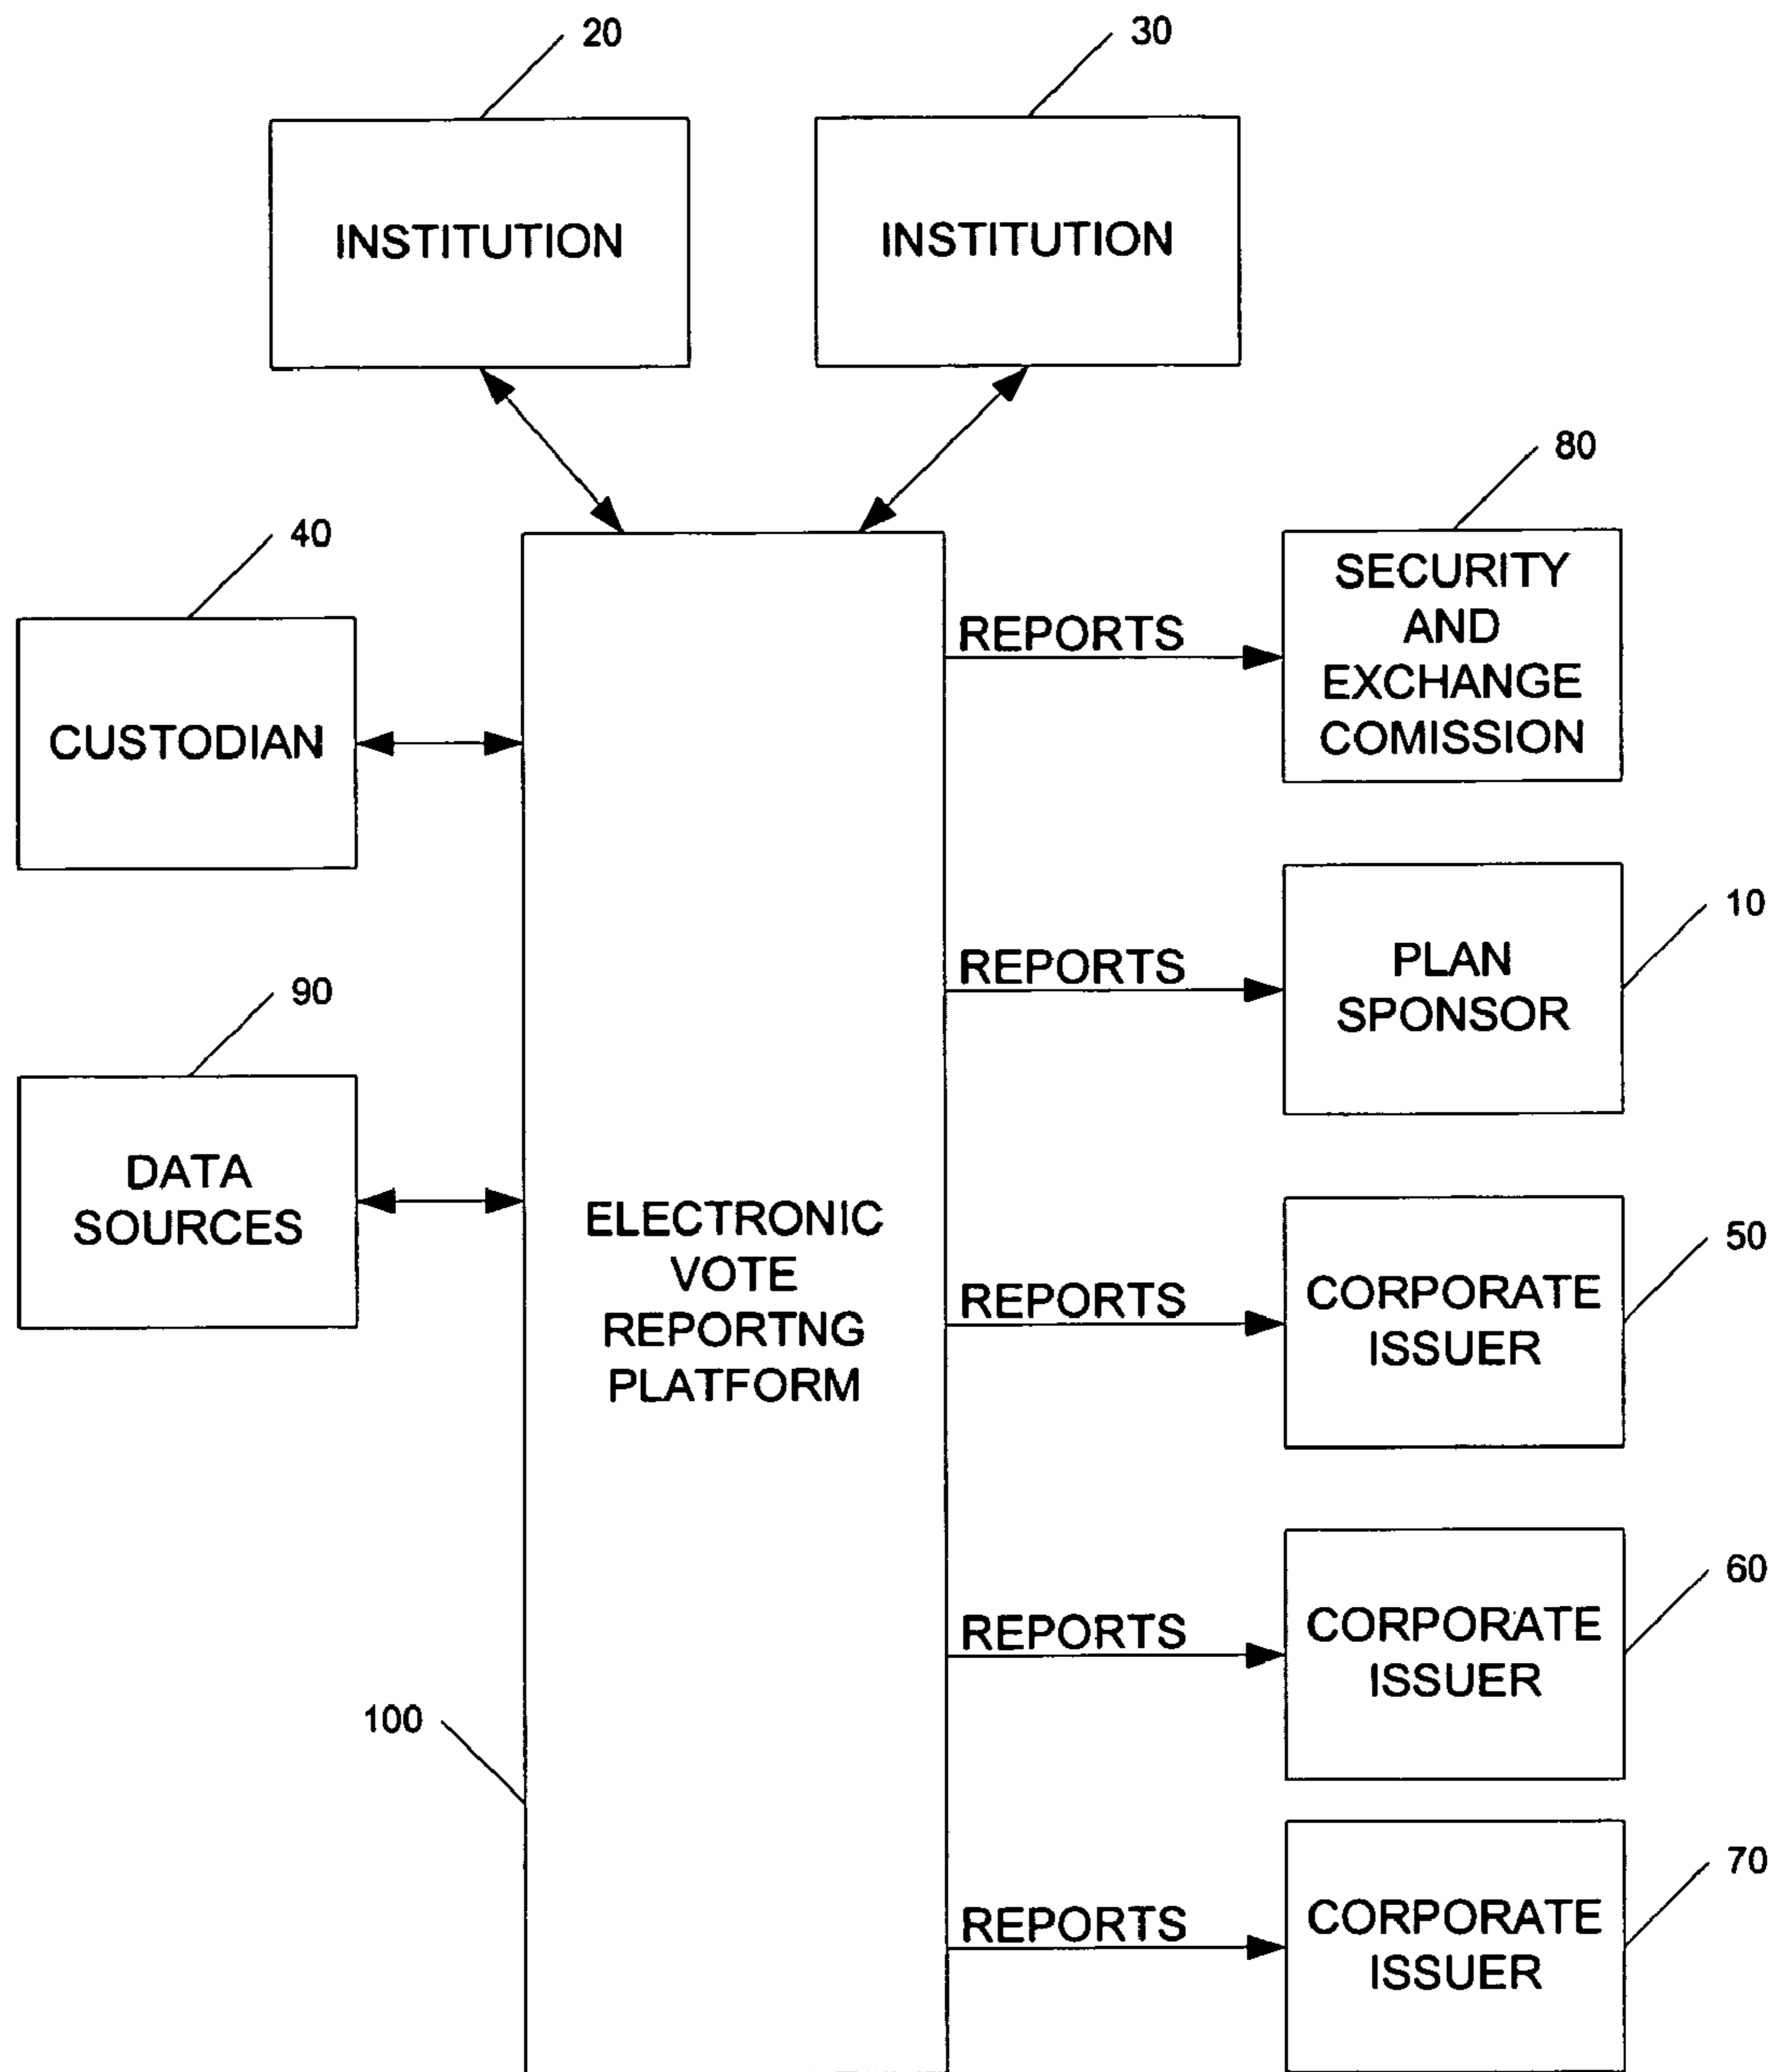 20
30
INSTITUTION
INSTITUTION
80
40
SECURITY
AND
EXCHANGE
COMISSION
REPORTS
CUSTODIAN
10
PLAN
SPONSOR
REPORTS
90
DATA
SOURCES
ELECTRONIC
VOTE
REPORTNG
PLATFORM
50
REPORTS
CORPORATE
ISSUER
60
REPORTS
CORPORATE
ISSUER
100
70
REPORTS
CORPORATE
ISSUER